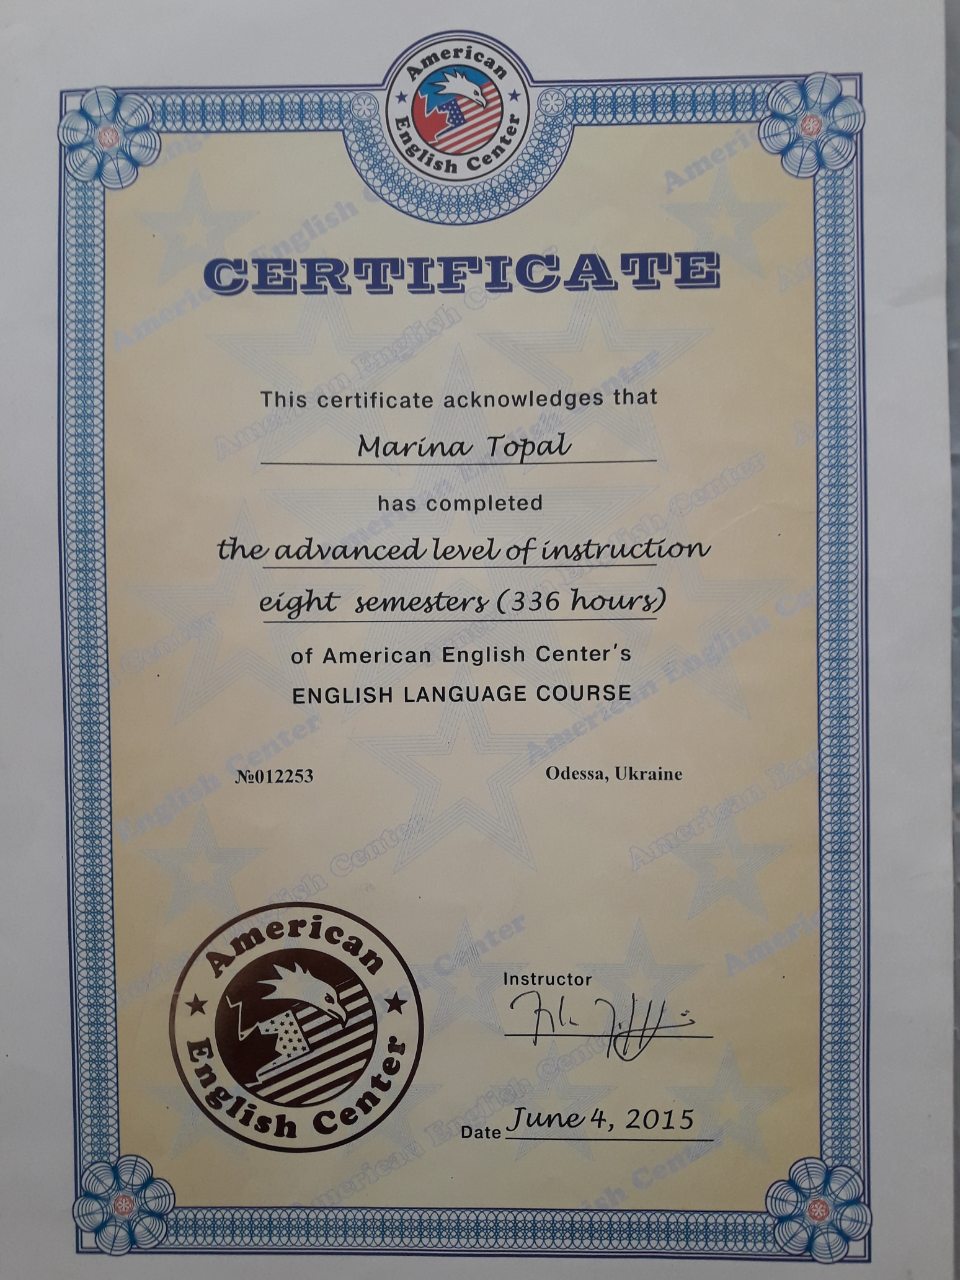 American
English Center
CERTIFICATE
This certificate acknowledges that
Marina Topal
has completed
the advanced level of instruction
eight semesters (336 hours)
of American English Center's
ENGLISH LANGUAGE COURSE
№012253
Odessa, Ukraine
American
English Center
Instructor
Date June 4, 2015